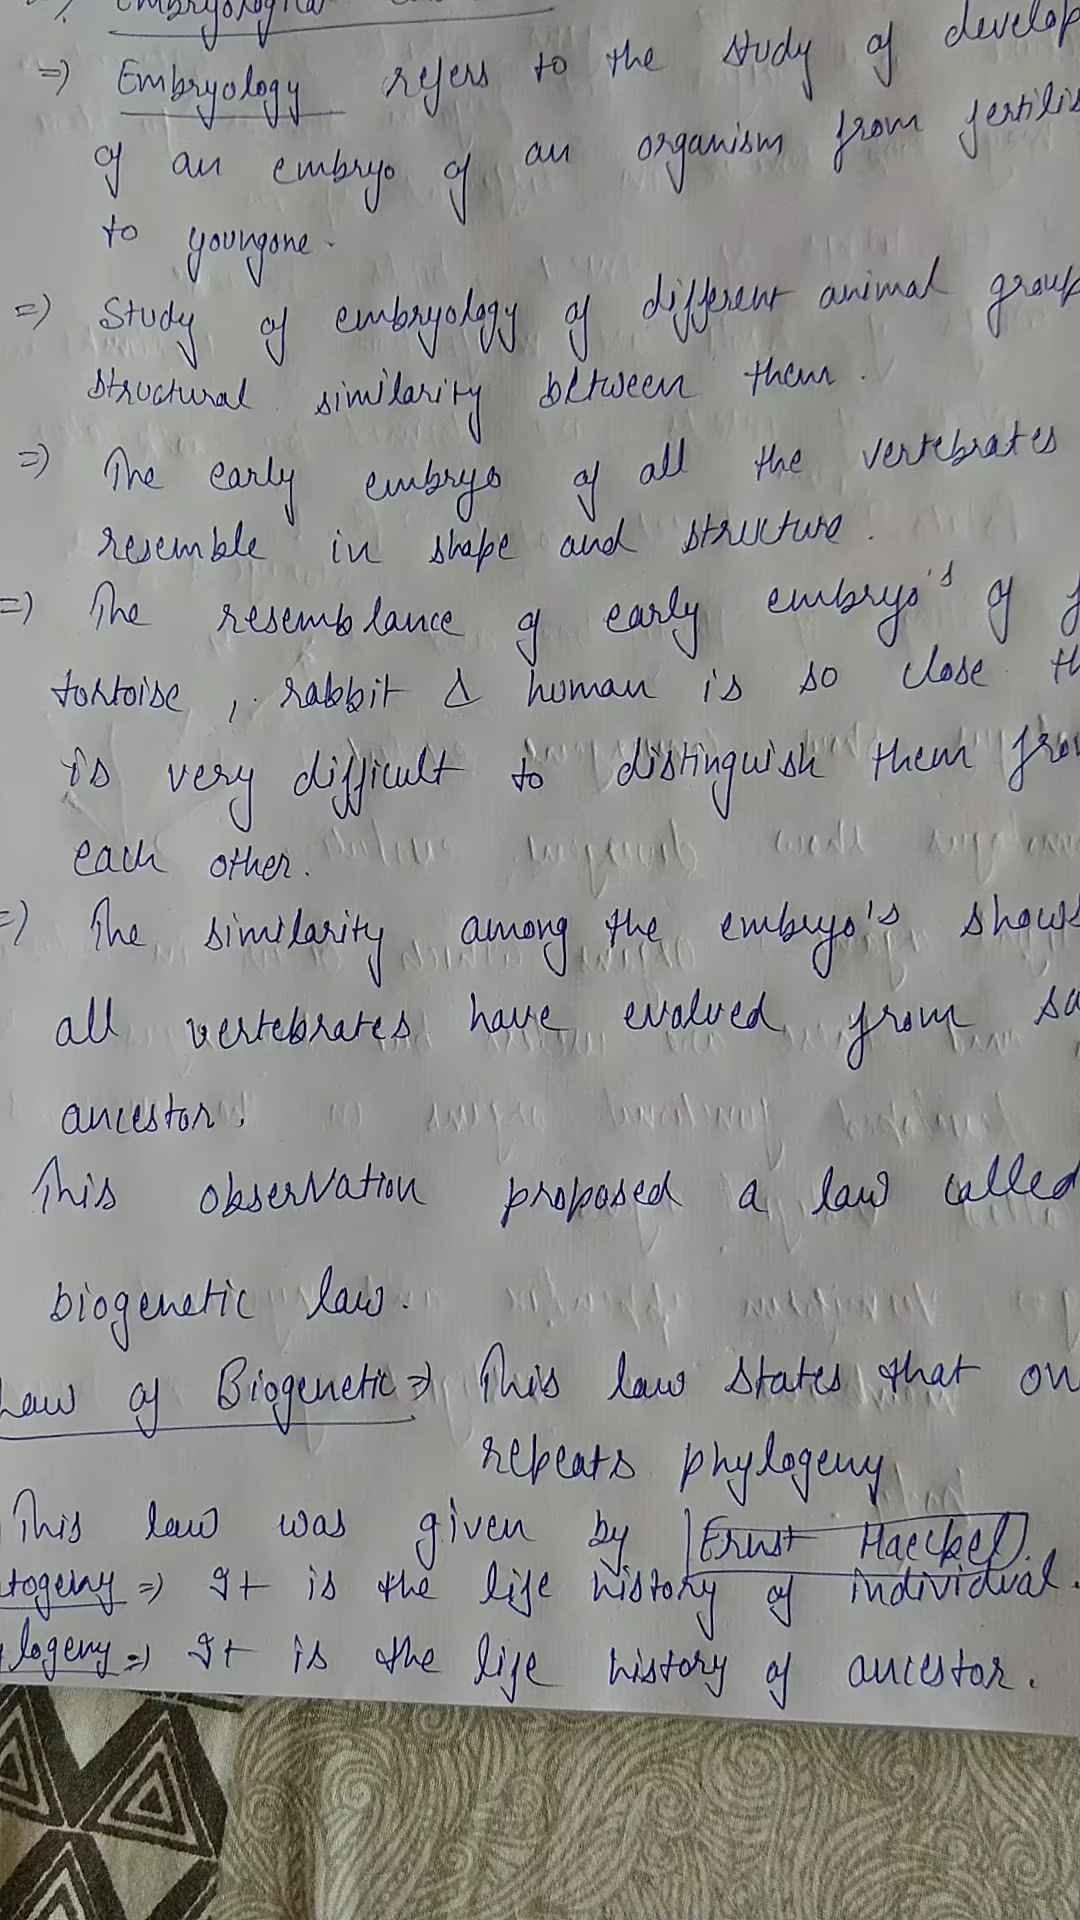 Embryological
=) Embryology refers to the study of develop
of an embryo of an organism from fertilis
to youngone.
=) Study of embryology of different animal group
structural similarity between them.
=) The early embryo of all the vertebrates
resemble in shape and structure.
=) The resemblance of early embryo's of f
tortoise, rabbit & human is so close th
is very difficult to distinguish them fro
each other.
=) The similarity among the embryo's shows
all vertebrates have evolved from sa
ancestor.
This observation proposed a law called
biogenetic law.
Law of Biogenetic => This law states that on
repeats phylogeny
This law was given by Ernst Haeckel.
togeny => It is the life history of individual.
logeny => It is the life history of ancestor.